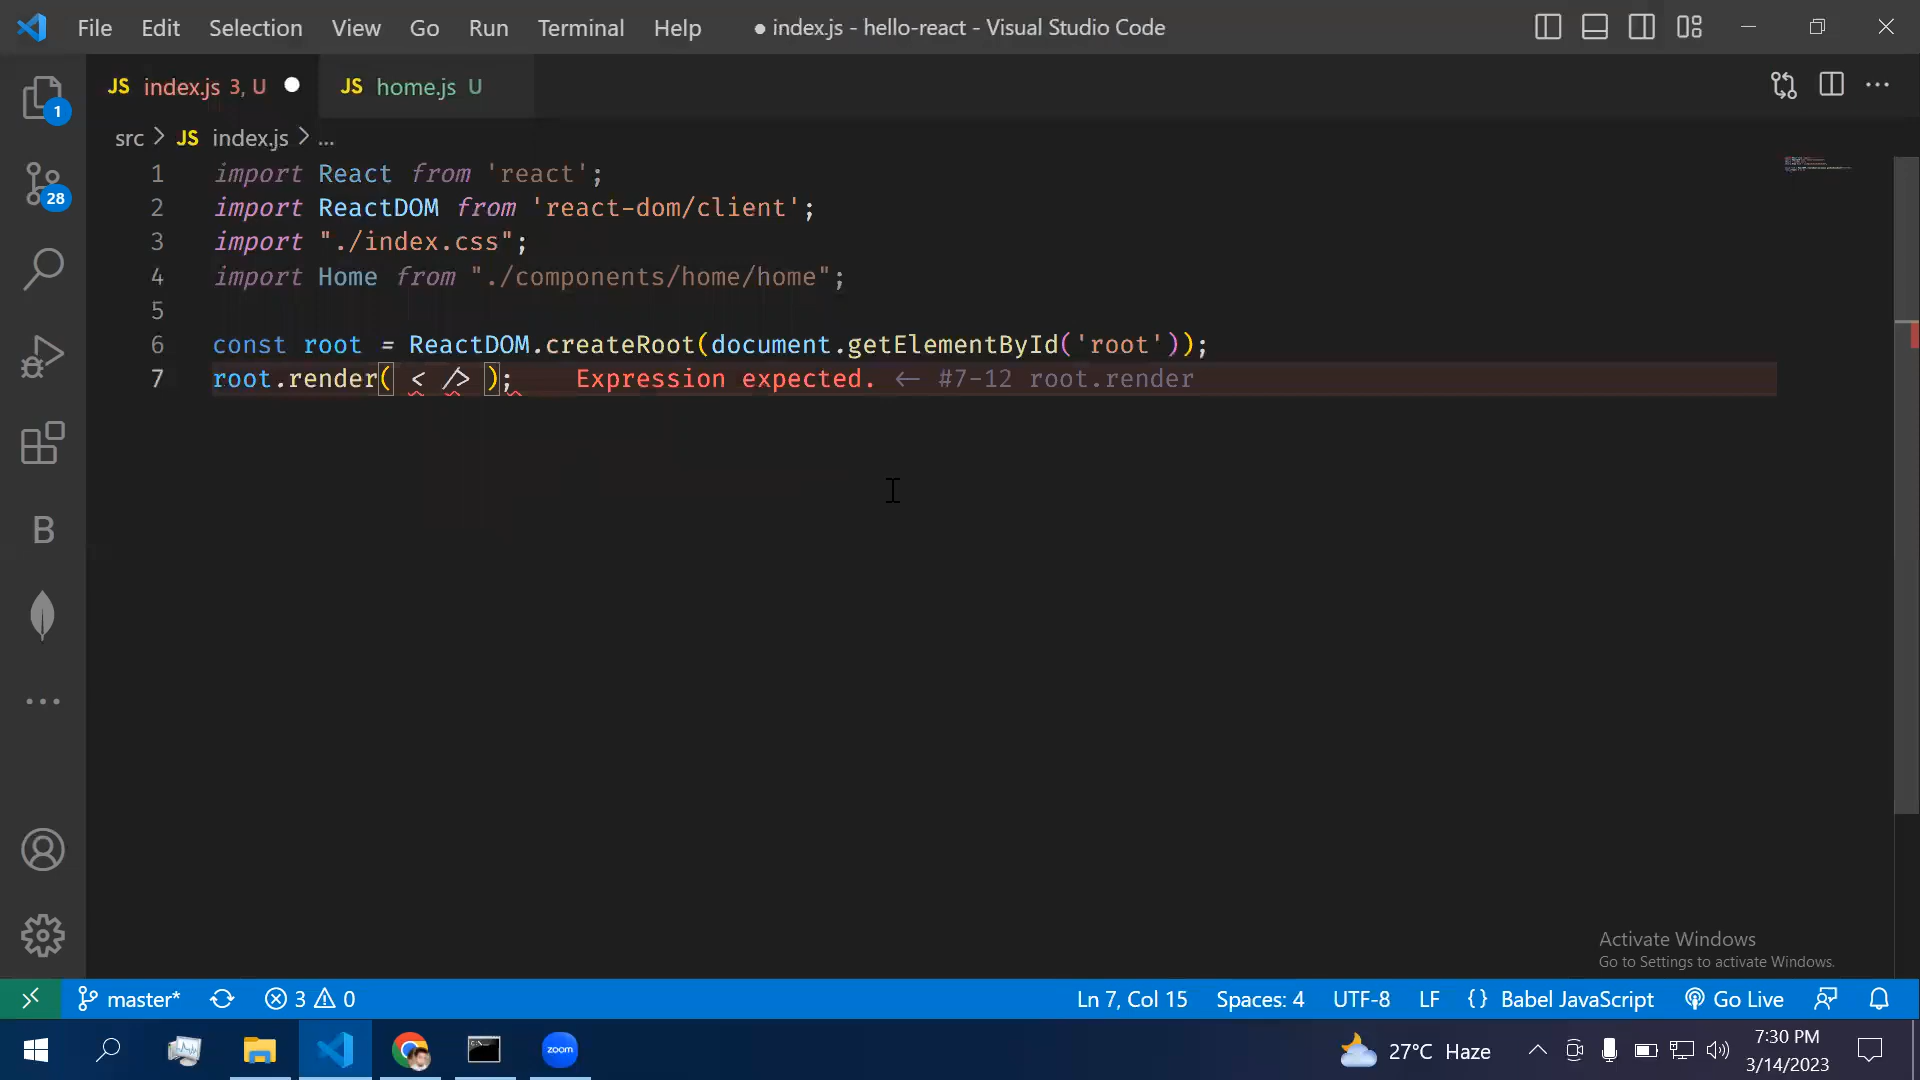 File Edit Selection View Go Run Terminal Help ● index.js - hello-react - Visual Studio Code
JS index.js 3, U ● JS home.js U
1
src > JS index.js > ...
1 import React from 'react';
2 import ReactDOM from 'react-dom/client';
28
3 import "./index.css";
4 import Home from "./components/home/home";
5
6 const root = ReactDOM.createRoot(document.getElementById('root'));
7 root.render( < /> ); Expression expected. ← #7-12 root.render
B
Activate Windows
Go to Settings to activate Windows.
master* 3 0 Ln 7, Col 15 Spaces: 4 UTF-8 LF {} Babel JavaScript Go Live
zoom 27°C Haze 7:30 PM
3/14/2023